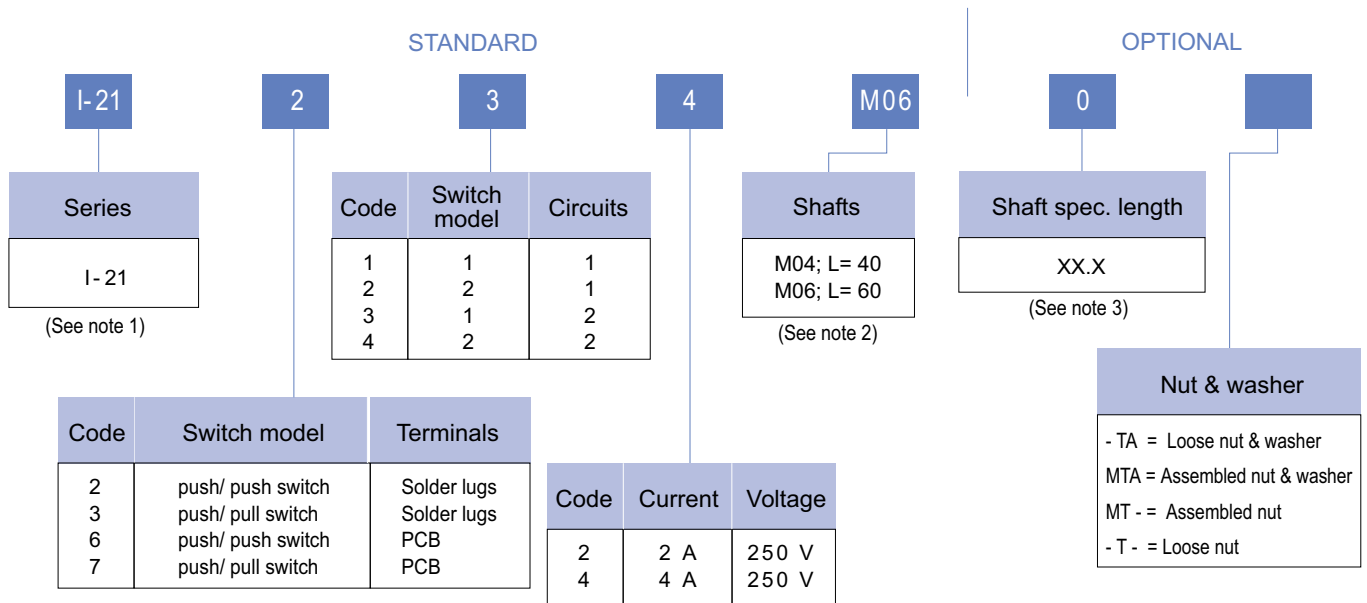 STANDARD
OPTIONAL
I-21 2 3 4 M06 0
Series
I-21
(See note 1)
Code Switch model Circuits
1 1 1
2 2 1
3 1 2
4 2 2
Shafts
M04; L= 40
M06; L= 60
(See note 2)
Shaft spec. length
XX.X
(See note 3)
Code Switch model Terminals
2 push/ push switch Solder lugs
3 push/ pull switch Solder lugs
6 push/ push switch PCB
7 push/ pull switch PCB
Code Current Voltage
2 2 A 250 V
4 4 A 250 V
Nut & washer
- TA = Loose nut & washer
MTA = Assembled nut & washer
MT - = Assembled nut
- T - = Loose nut